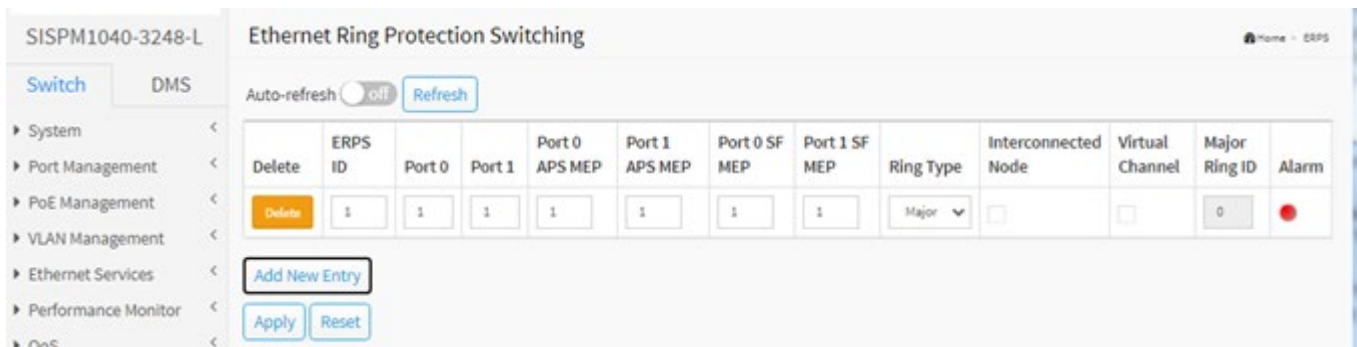 SISPM1040-3248-L
Ethernet Ring Protection Switching
Home - ERPS
Switch
DMS
Auto-refresh off Refresh
System
Port Management
PoE Management
VLAN Management
Ethernet Services
Performance Monitor
QoS
Delete ERPS ID Port 0 Port 1 Port 0 APS MEP Port 1 APS MEP Port 0 SF MEP Port 1 SF MEP Ring Type Interconnected Node Virtual Channel Major Ring ID Alarm
Delete 1 1 1 1 1 1 1 Major 0
Add New Entry
Apply Reset